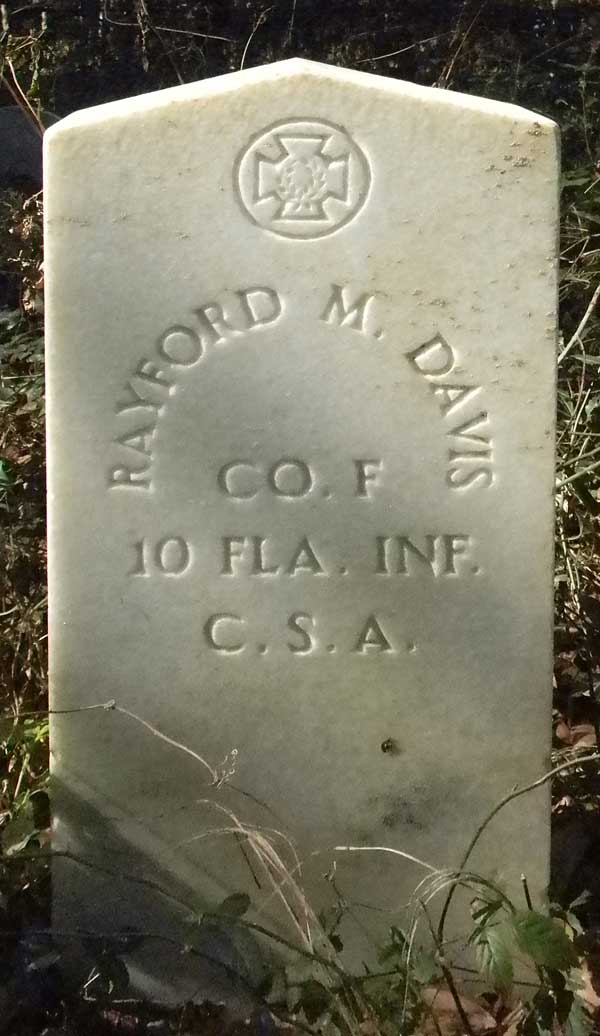 RAYFORD M. DAVIS
CO. F
10 FLA. INF.
C.S.A.